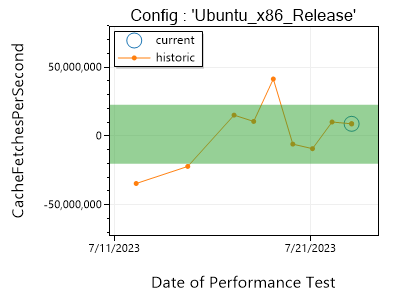 Config : 'Ubuntu_x86_Release'
current
historic
CacheFetchesPerSecond
50,000,000
0
-50,000,000
7/11/2023
7/21/2023
Date of Performance Test